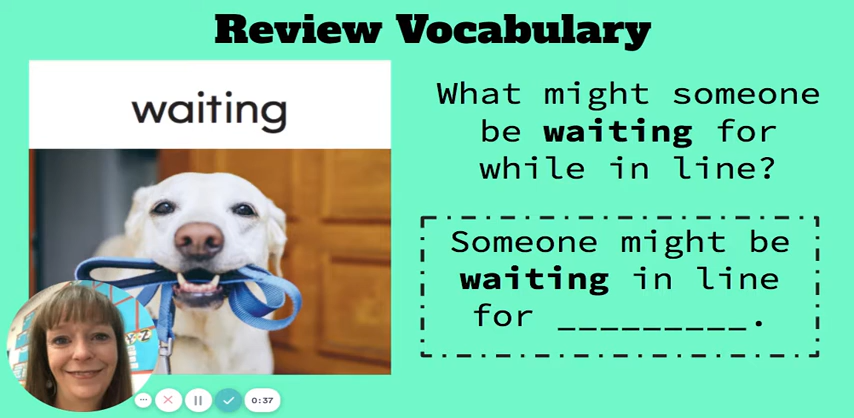 Review Vocabulary
waiting
What might someone
be waiting for
while in line?
Someone might be
waiting in line
for _________.
0:37